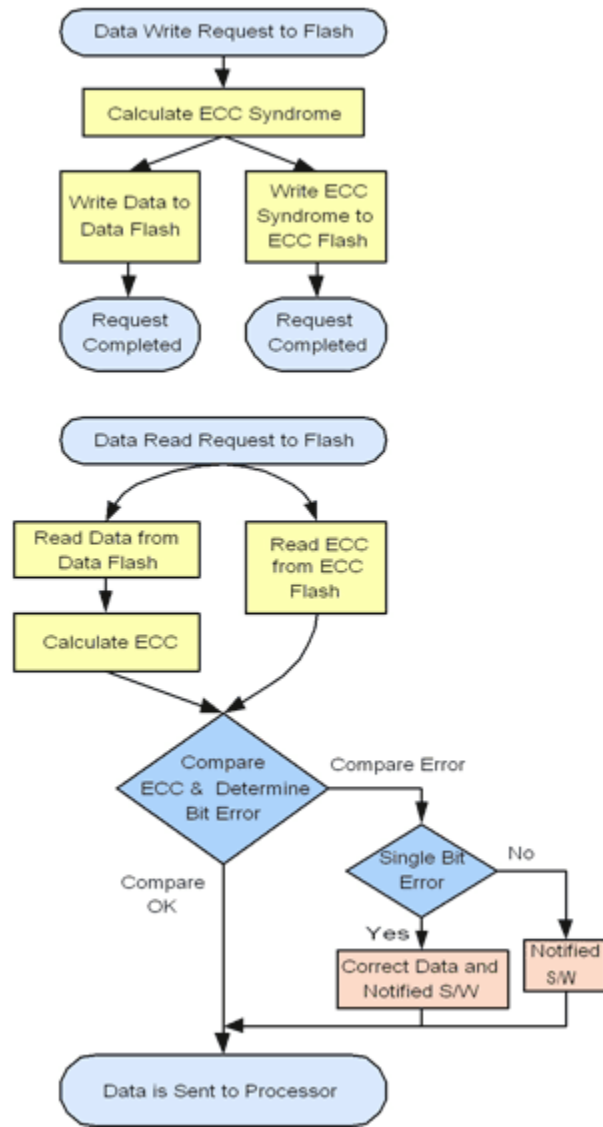 Data Write Request to Flash
Calculate ECC Syndrome
Write Data to
Data Flash
Write ECC
Syndrome to
ECC Flash
Request
Completed
Request
Completed
Data Read Request to Flash
Read Data from
Data Flash
Read ECC
from ECC
Flash
Calculate ECC
Compare
ECC & Determine
Bit Error
Compare Error
Compare
OK
Single Bit
Error
No
Yes
Correct Data and
Notified S/W
Notified
S/W
Data is Sent to Processor